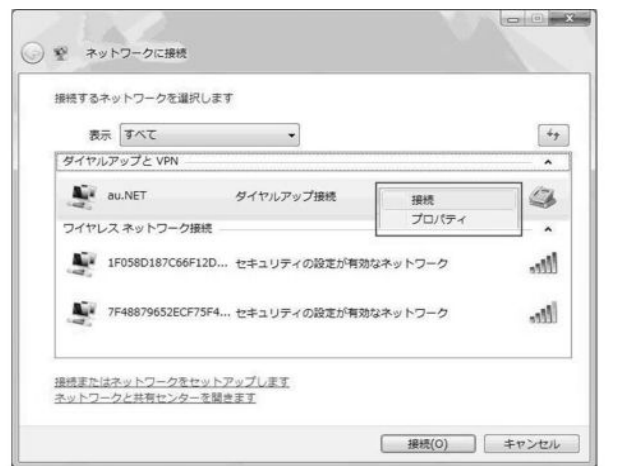 ネットワークに接続
接続するネットワークを選択します
表示 すべて
ダイヤルアップと VPN
au.NET ダイヤルアップ接続
接続
プロパティ
ワイヤレス ネットワーク接続
1F058D187C66F12D... セキュリティの設定が有効なネットワーク
7F48879652ECF75F4... セキュリティの設定が有効なネットワーク
接続またはネットワークをセットアップします
ネットワークと共有センターを開きます
接続(O) キャンセル